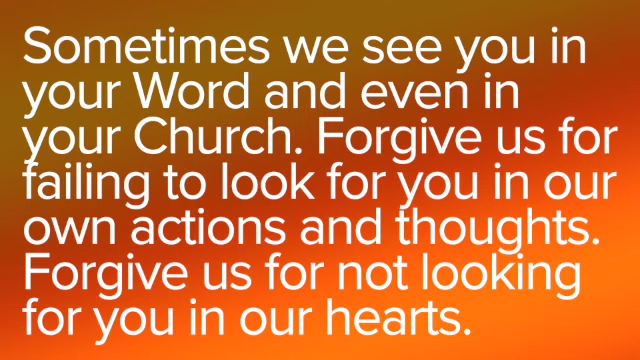 Sometimes we see you in
your Word and even in
your Church. Forgive us for
failing to look for you in our
own actions and thoughts.
Forgive us for not looking
for you in our hearts.